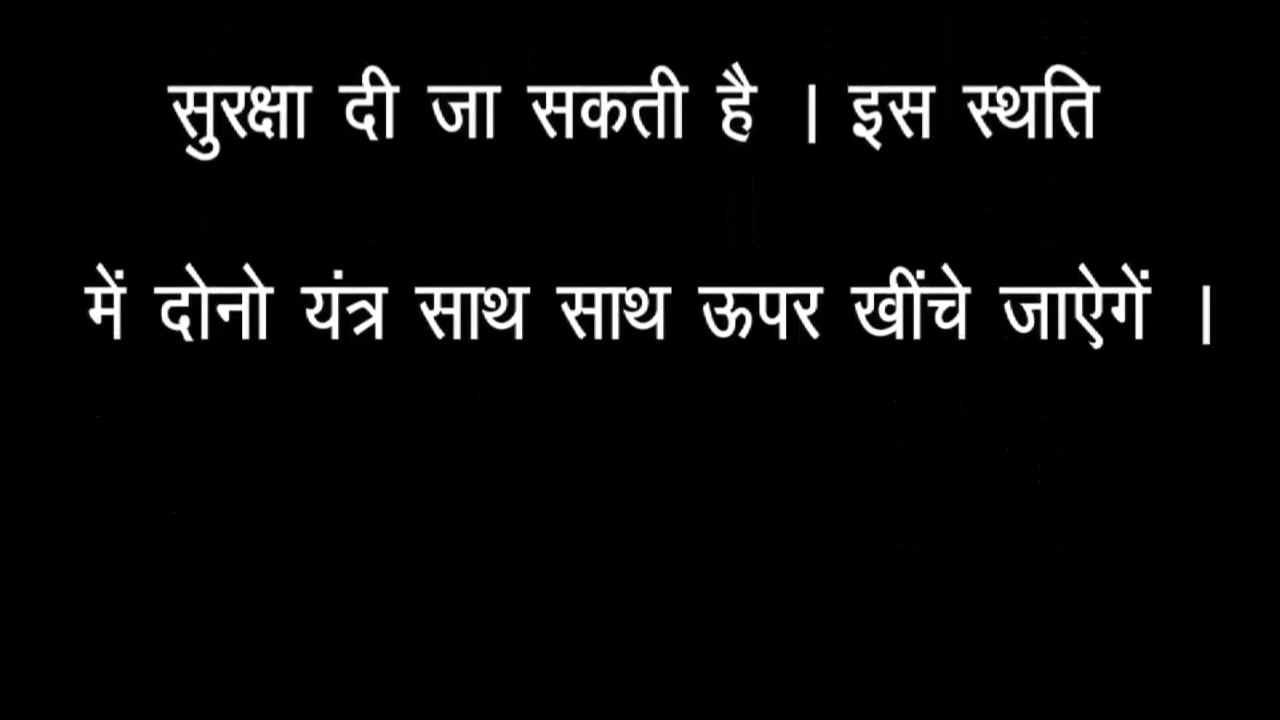 सुरक्षा दी जा सकती है । इस स्थति
में दोनो यंत्र साथ साथ ऊपर खींचे जाऐगें ।